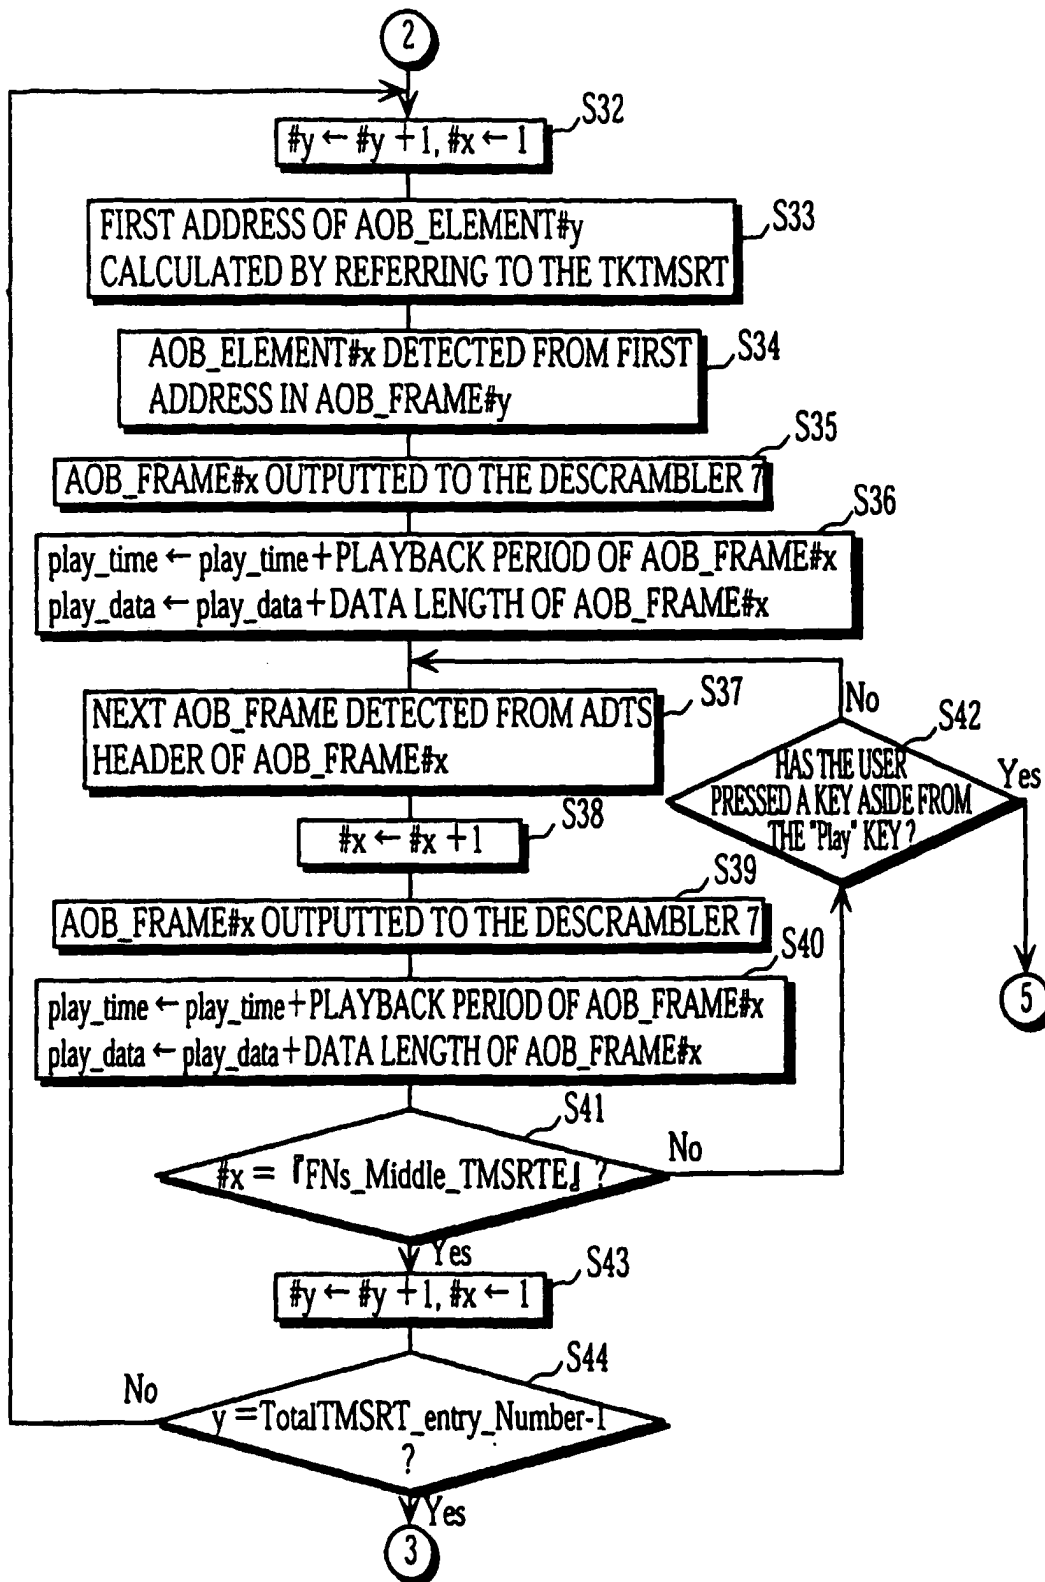 2
S32
#y ← #y +1, #x ← 1
S33
FIRST ADDRESS OF AOB_ELEMENT#y
CALCULATED BY REFERRING TO THE TKTMSRT
S34
AOB_ELEMENT#x DETECTED FROM FIRST
ADDRESS IN AOB_FRAME#y
S35
AOB_FRAME#x OUTPUTTED TO THE DESCRAMBLER 7
S36
play_time ← play_time+PLAYBACK PERIOD OF AOB_FRAME#x
play_data ← play_data+DATA LENGTH OF AOB_FRAME#x
S37
NEXT AOB_FRAME DETECTED FROM ADTS
HEADER OF AOB_FRAME#x
No
S42
HAS THE USER
PRESSED A KEY ASIDE FROM
THE "Play" KEY ?
Yes
S38
#x ← #x +1
S39
AOB_FRAME#x OUTPUTTED TO THE DESCRAMBLER 7
S40
play_time ← play_time+PLAYBACK PERIOD OF AOB_FRAME#x
play_data ← play_data+DATA LENGTH OF AOB_FRAME#x
5
S41
#x = 『FNs_Middle_TMSRTE』 ?
No
Yes
S43
#y ← #y +1, #x ← 1
S44
No
y =TotalTMSRT_entry_Number-1
?
Yes
3